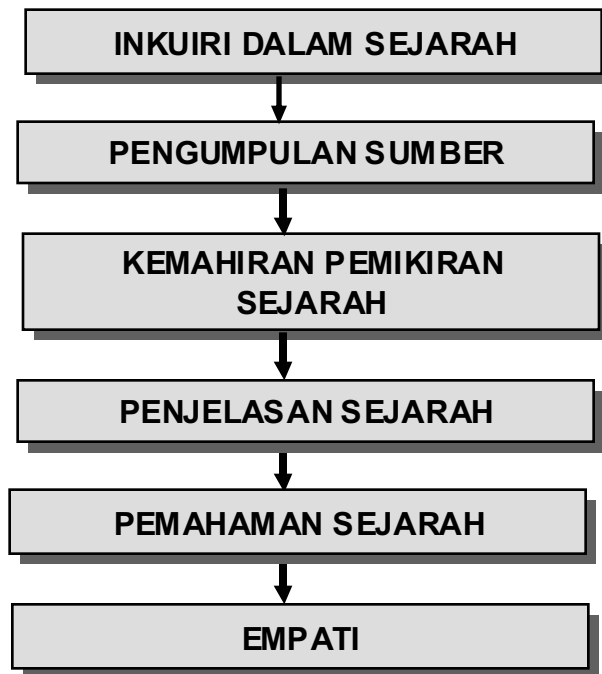 INKUIRI DALAM SEJARAH
PENGUMPULAN SUMBER
KEMAHIRAN PEMIKIRAN
SEJARAH
PENJELASAN SEJARAH
PEMAHAMAN SEJARAH
EMPATI